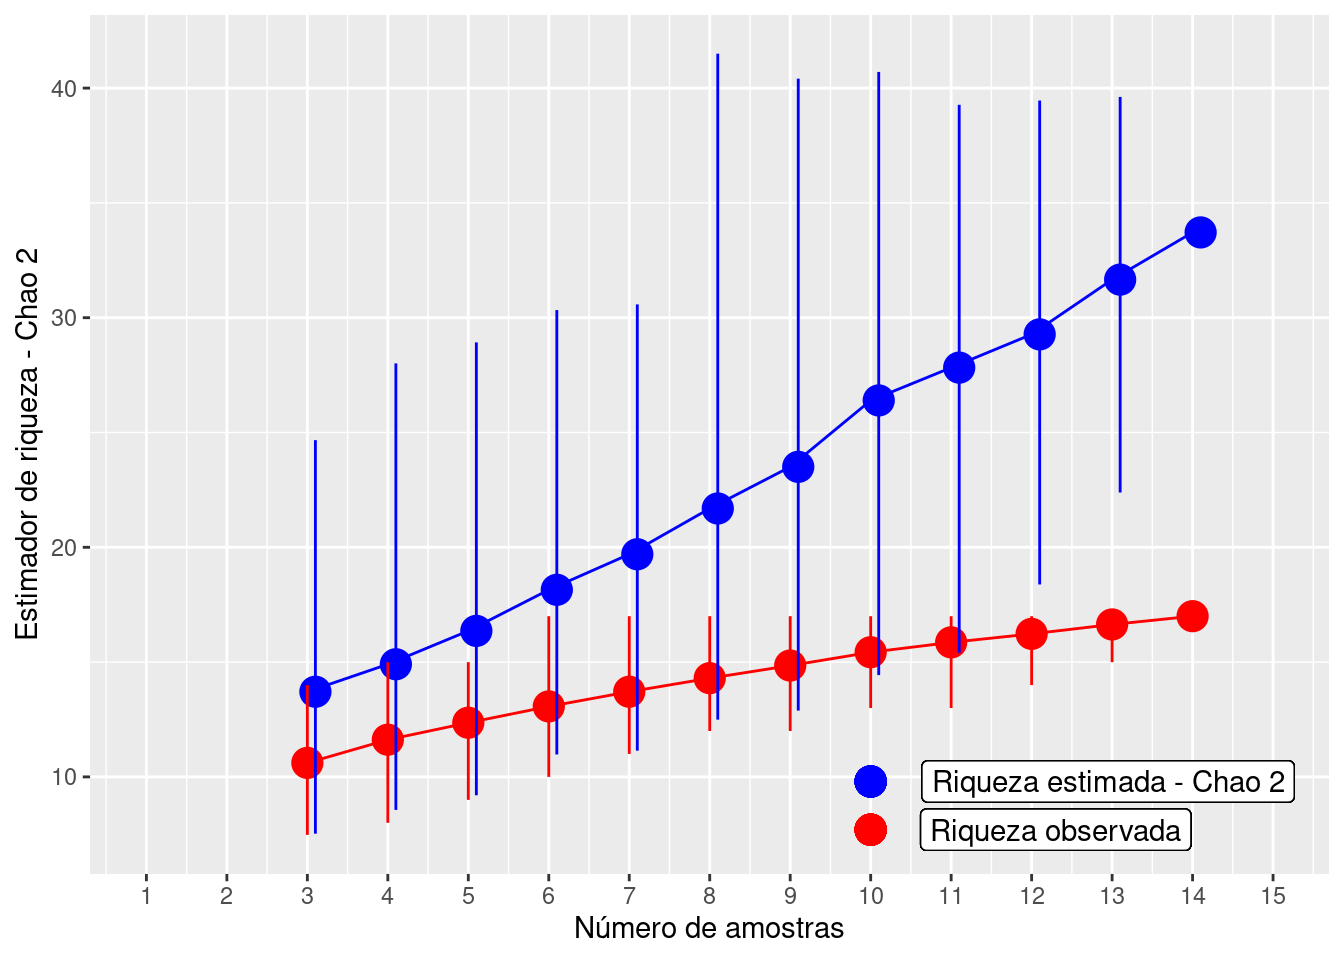 Estimador de riqueza - Chao 2
40
30
20
10
Riqueza estimada - Chao 2
Riqueza observada
1 2 3 4 5 6 7 8 9 10 11 12 13 14 15
Número de amostras